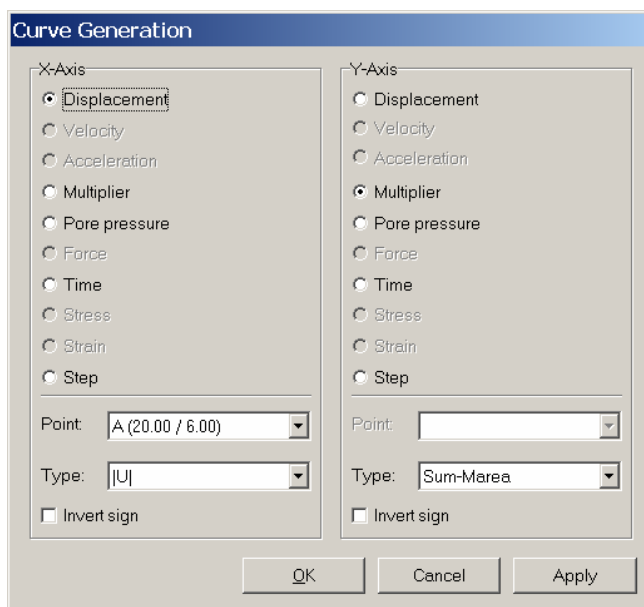 Curve Generation
X-Axis
Displacement
Velocity
Acceleration
Multiplier
Pore pressure
Force
Time
Stress
Strain
Step
Point: A (20.00 / 6.00)
Type: |U|
Invert sign
Y-Axis
Displacement
Velocity
Acceleration
Multiplier
Pore pressure
Force
Time
Stress
Strain
Step
Point:
Type: Sum-Marea
Invert sign
OK Cancel Apply